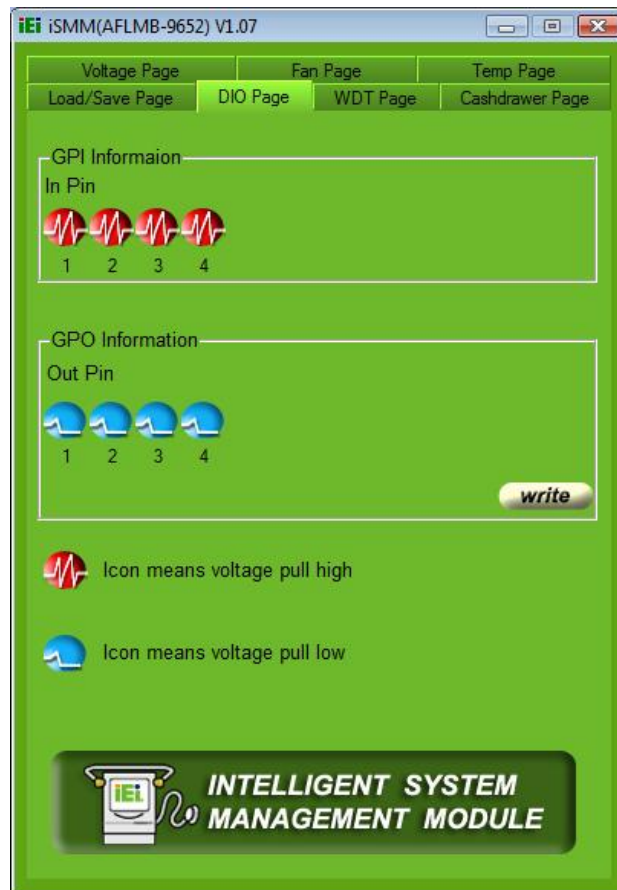 iEi iSMM(AFLMB-9652) V1.07
Voltage Page Fan Page Temp Page
Load/Save Page DIO Page WDT Page Cashdrawer Page
GPI Informaion
In Pin
1 2 3 4
GPO Information
Out Pin
1 2 3 4
write
Icon means voltage pull high
Icon means voltage pull low
iEi
INTELLIGENT SYSTEM
MANAGEMENT MODULE